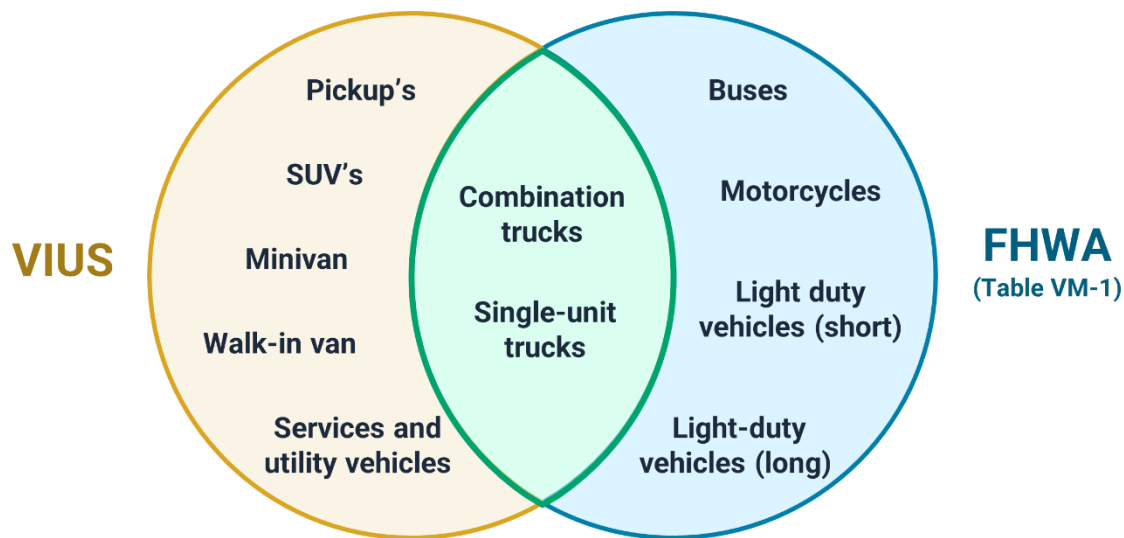 VIUS
Pickup's
SUV's
Minivan
Walk-in van
Services and
utility vehicles
Combination
trucks
Single-unit
trucks
Buses
Motorcycles
Light duty
vehicles (short)
Light-duty
vehicles (long)
FHWA
(Table VM-1)